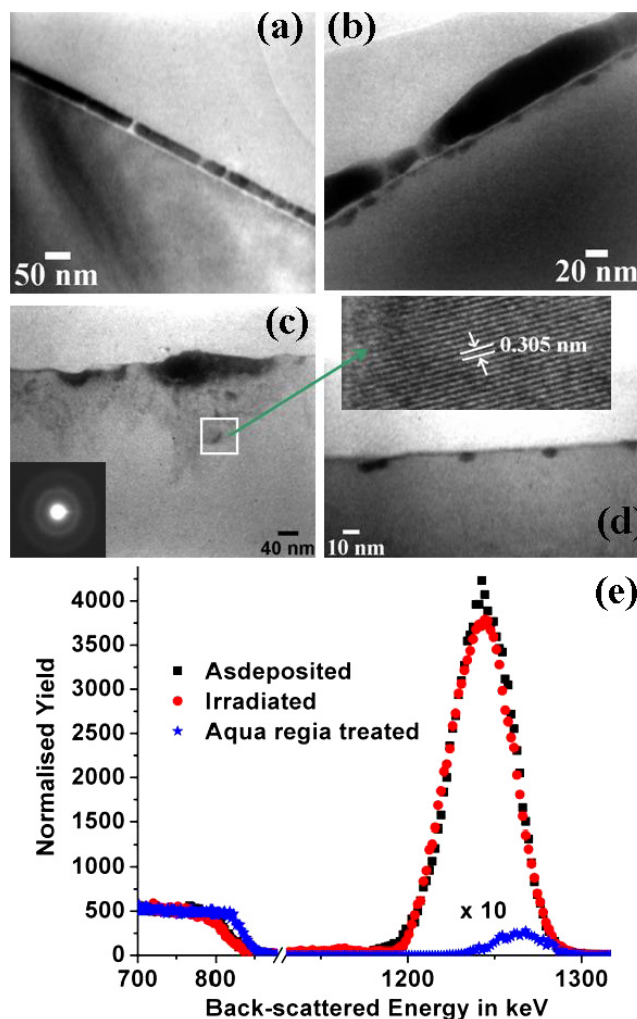 (a)
50 nm
(b)
20 nm
(c)
40 nm
0.305 nm
(d)
10 nm
(e)
4000
3500
3000
2500
2000
1500
1000
500
0
Normalised Yield
Asdeposited
Irradiated
Aqua regia treated
x 10
700 800 1200 1300
Back-scattered Energy in keV